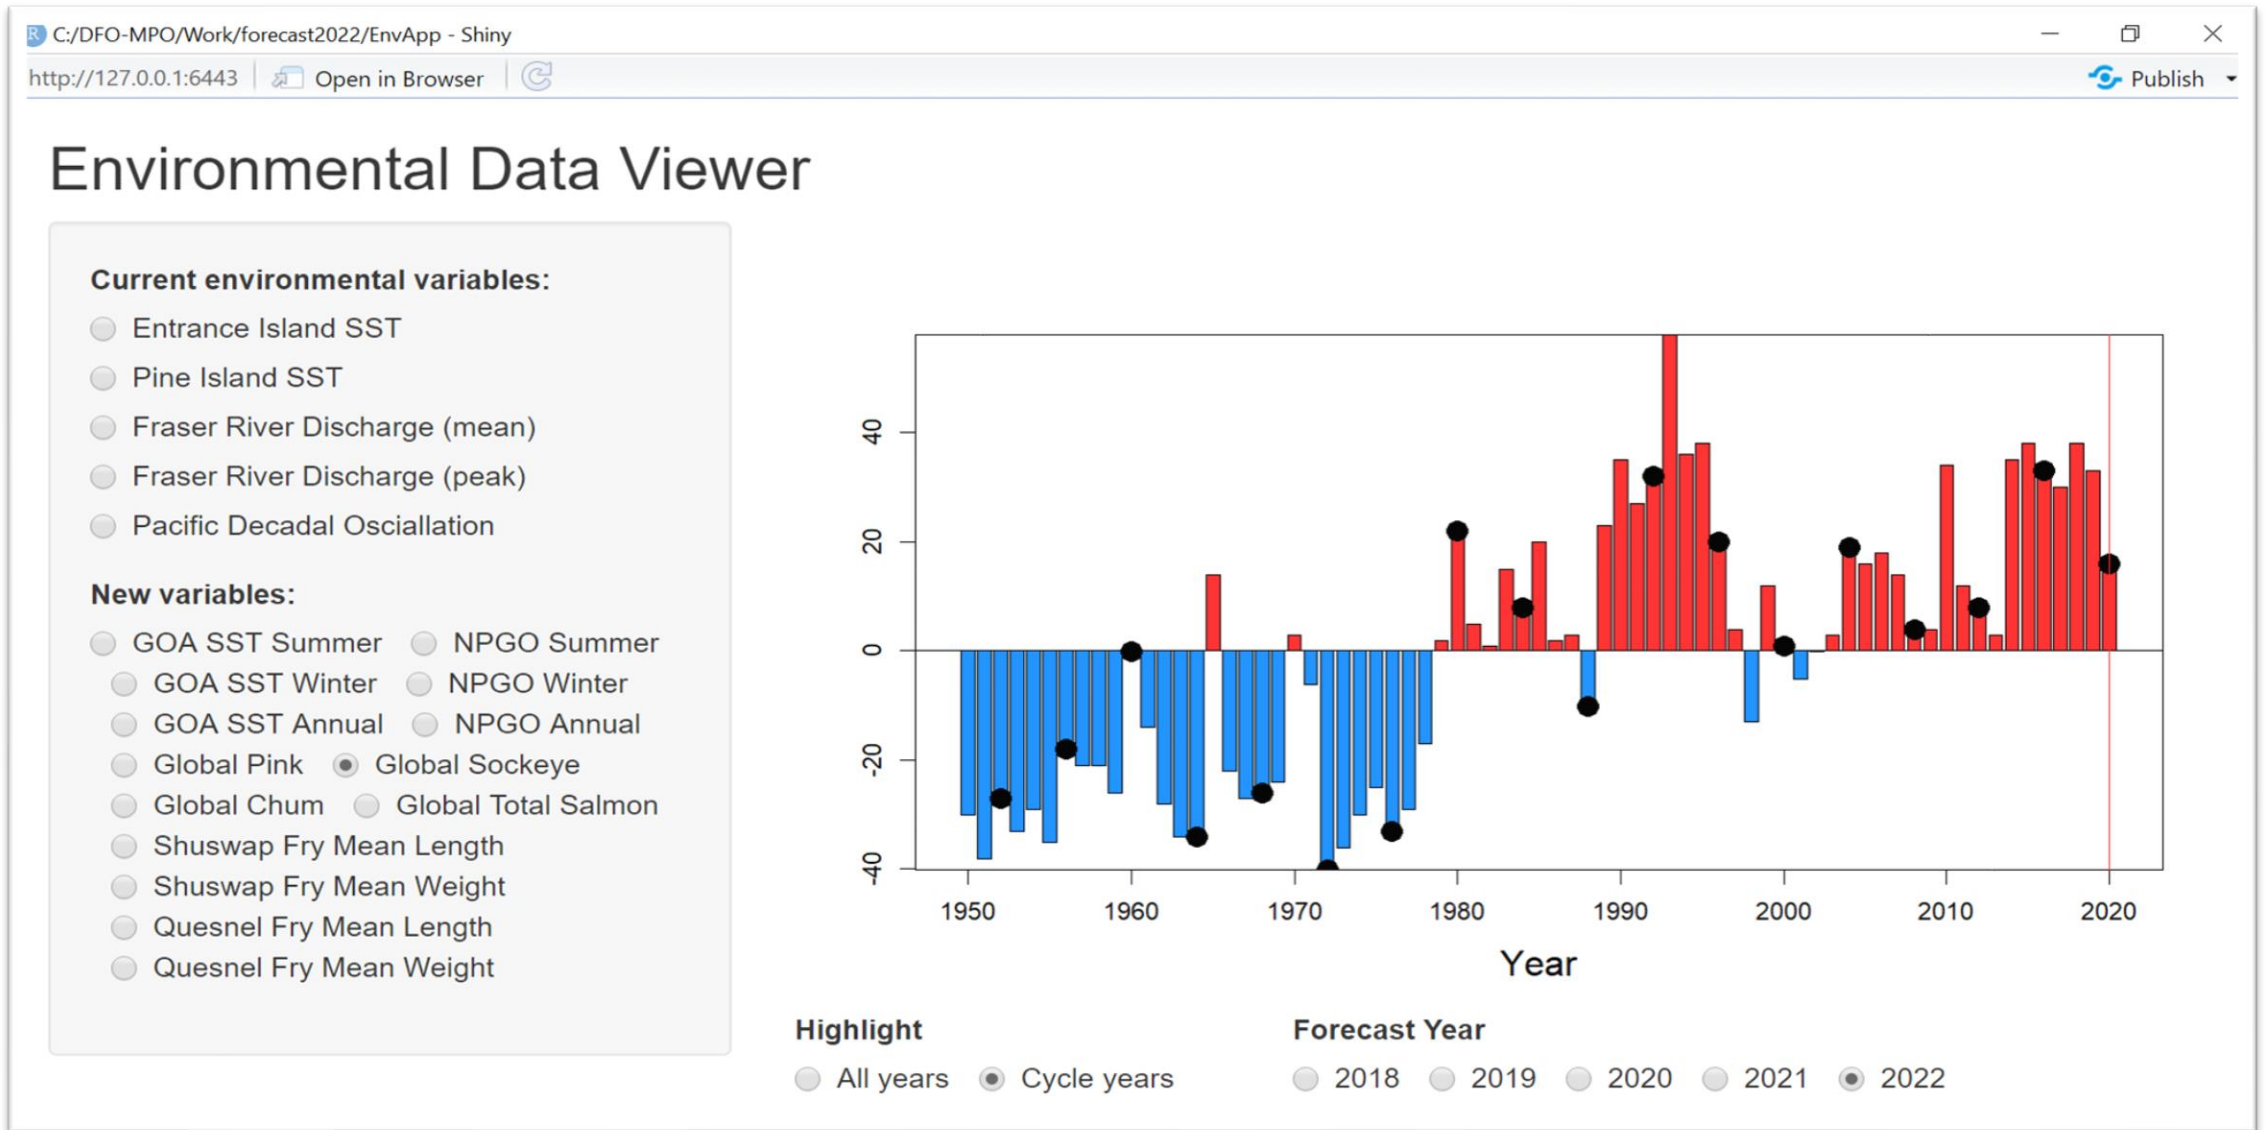 R C:/DFO-MPO/Work/forecast2022/EnvApp - Shiny
http://127.0.0.1:6443 Open in Browser Publish
Environmental Data Viewer
Current environmental variables:
Entrance Island SST
Pine Island SST
Fraser River Discharge (mean)
Fraser River Discharge (peak)
Pacific Decadal Osciallation
New variables:
GOA SST Summer NPGO Summer
GOA SST Winter NPGO Winter
GOA SST Annual NPGO Annual
Global Pink Global Sockeye
Global Chum Global Total Salmon
Shuswap Fry Mean Length
Shuswap Fry Mean Weight
Quesnel Fry Mean Length
Quesnel Fry Mean Weight
40
20
0
-20
-40
1950 1960 1970 1980 1990 2000 2010 2020
Year
Highlight
All years Cycle years
Forecast Year
2018 2019 2020 2021 2022